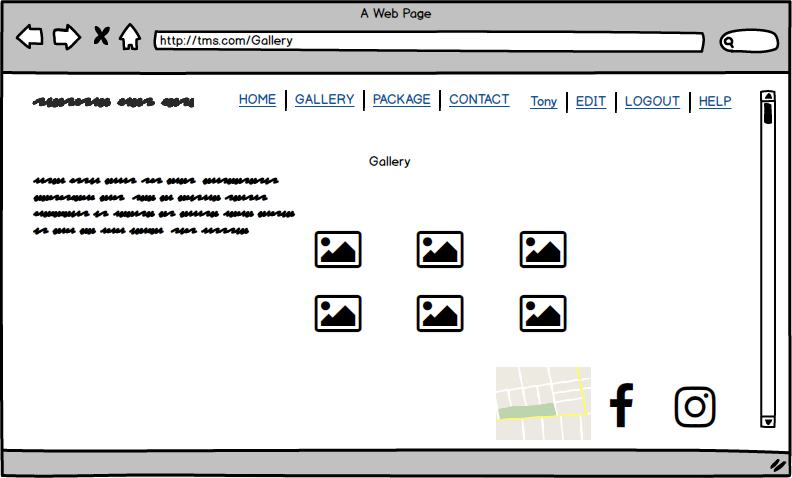 A Web Page
http://tms.com/Gallery
HOME GALLERY PACKAGE CONTACT Tony EDIT LOGOUT HELP
Gallery